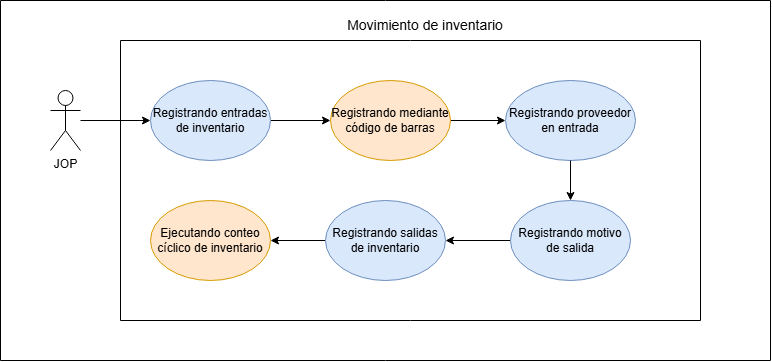 Movimiento de inventario
JOP
Registrando entradas
de inventario
Registrando mediante
código de barras
Registrando proveedor
en entrada
Registrando motivo
de salida
Registrando salidas
de inventario
Ejecutando conteo
cíclico de inventario